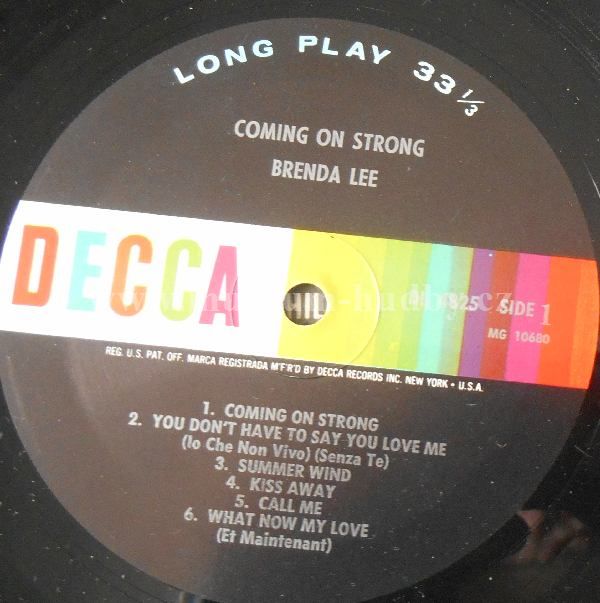 LONG PLAY 33 1/3
COMING ON STRONG
BRENDA LEE
DECCA
SIDE 1
MG 10680
REG. U.S. PAT. OFF. MARCA REGISTRADA M'F'R'D BY DECCA RECORDS INC. NEW YORK • U.S.A.
1. COMING ON STRONG
2. YOU DON'T HAVE TO SAY YOU LOVE ME
(Io Che Non Vivo) (Senza Te)
3. SUMMER WIND
4. KISS AWAY
5. CALL ME
6. WHAT NOW MY LOVE
(Et Maintenant)